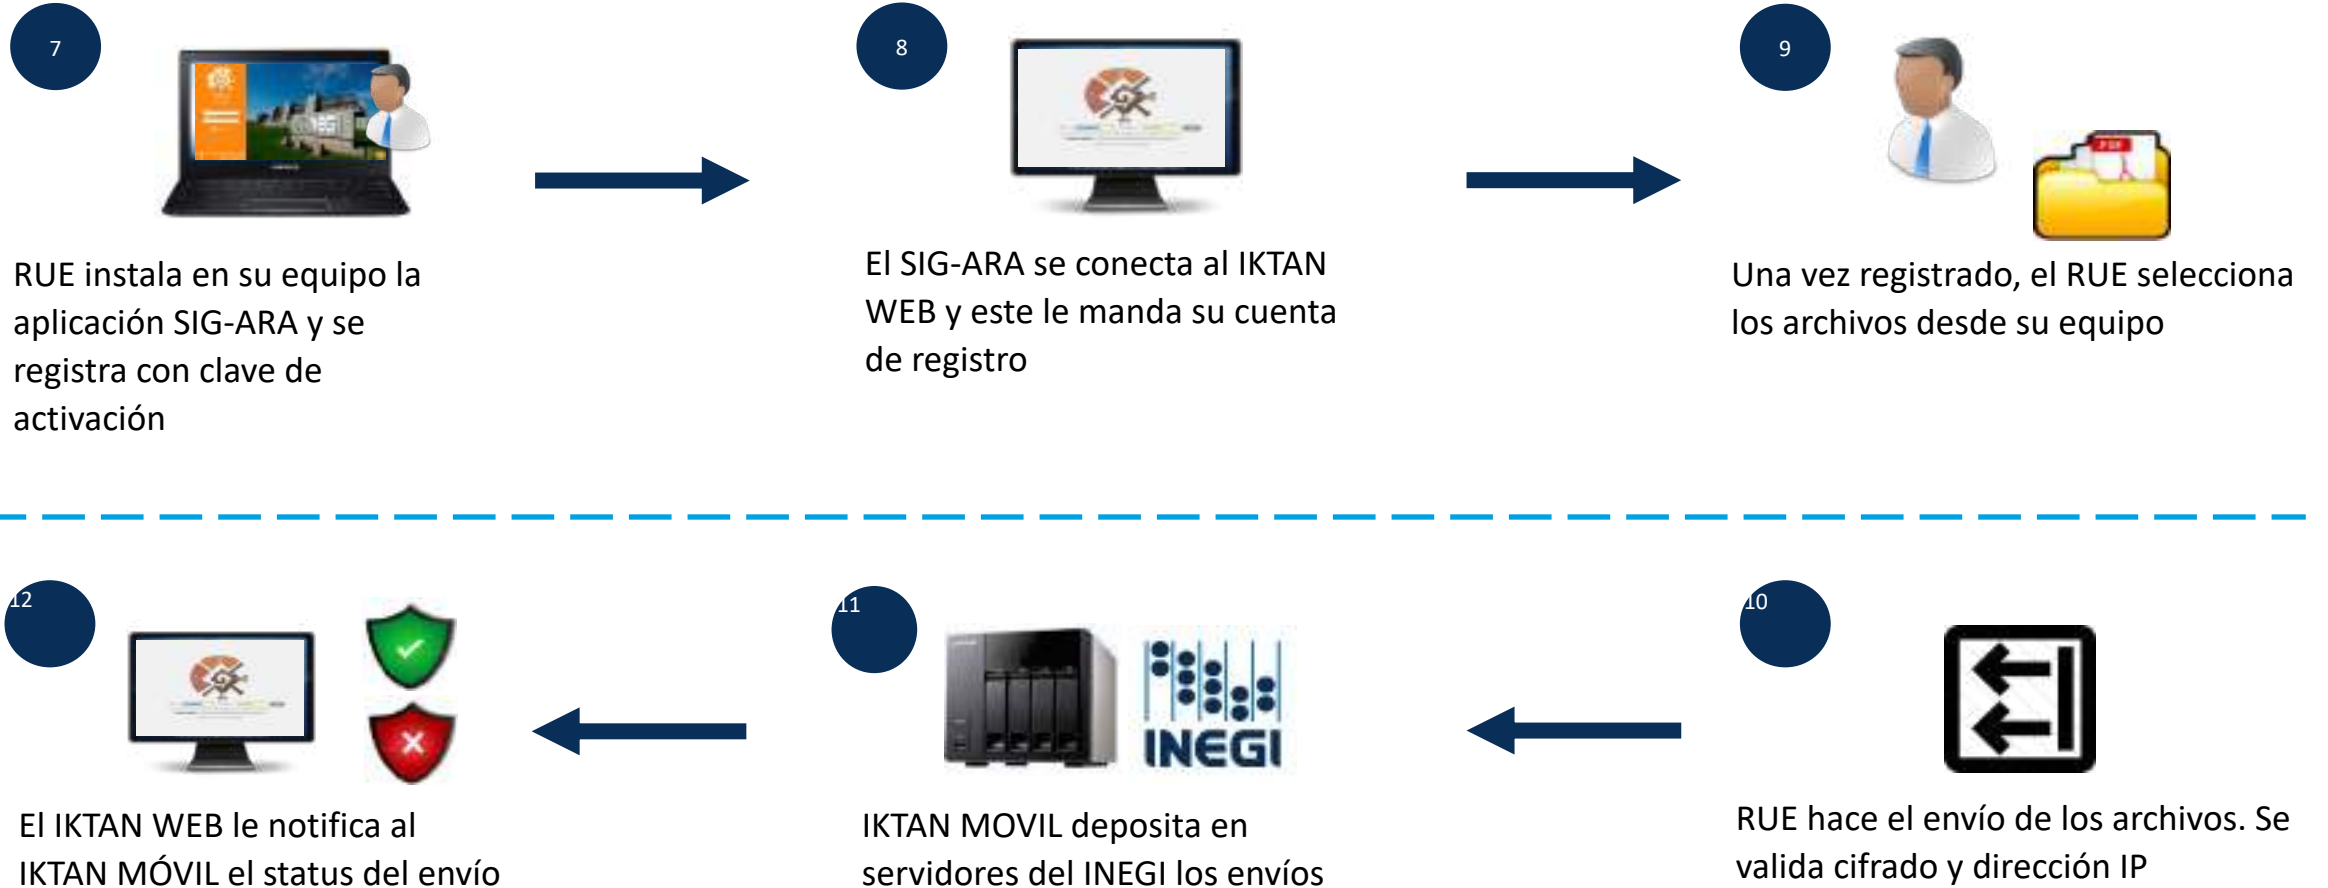 7
8
9
INEGI
RUE instala en su equipo la
aplicación SIG-ARA y se
registra con clave de
activación
El SIG-ARA se conecta al IKTAN
WEB y este le manda su cuenta
de registro
PDF
Una vez registrado, el RUE selecciona
los archivos desde su equipo
12
11
10
INEGI
El IKTAN WEB le notifica al
IKTAN MÓVIL el status del envío
IKTAN MOVIL deposita en
servidores del INEGI los envíos
RUE hace el envío de los archivos. Se
valida cifrado y dirección IP